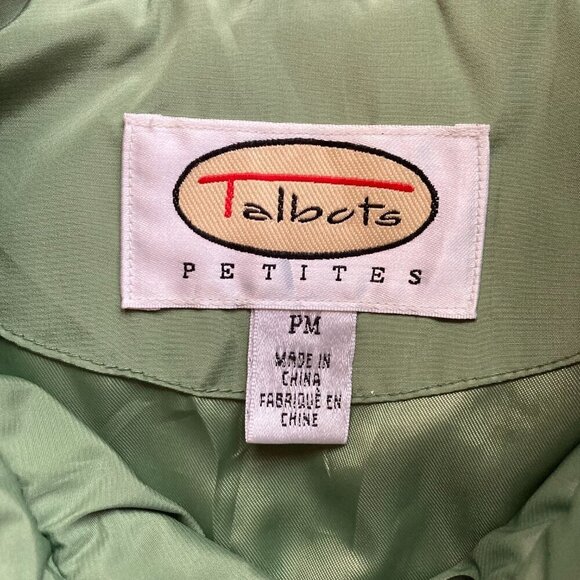 Talbots
PETITES
PM
MADE IN
CHINA
FABRIQUÉ EN
CHINE